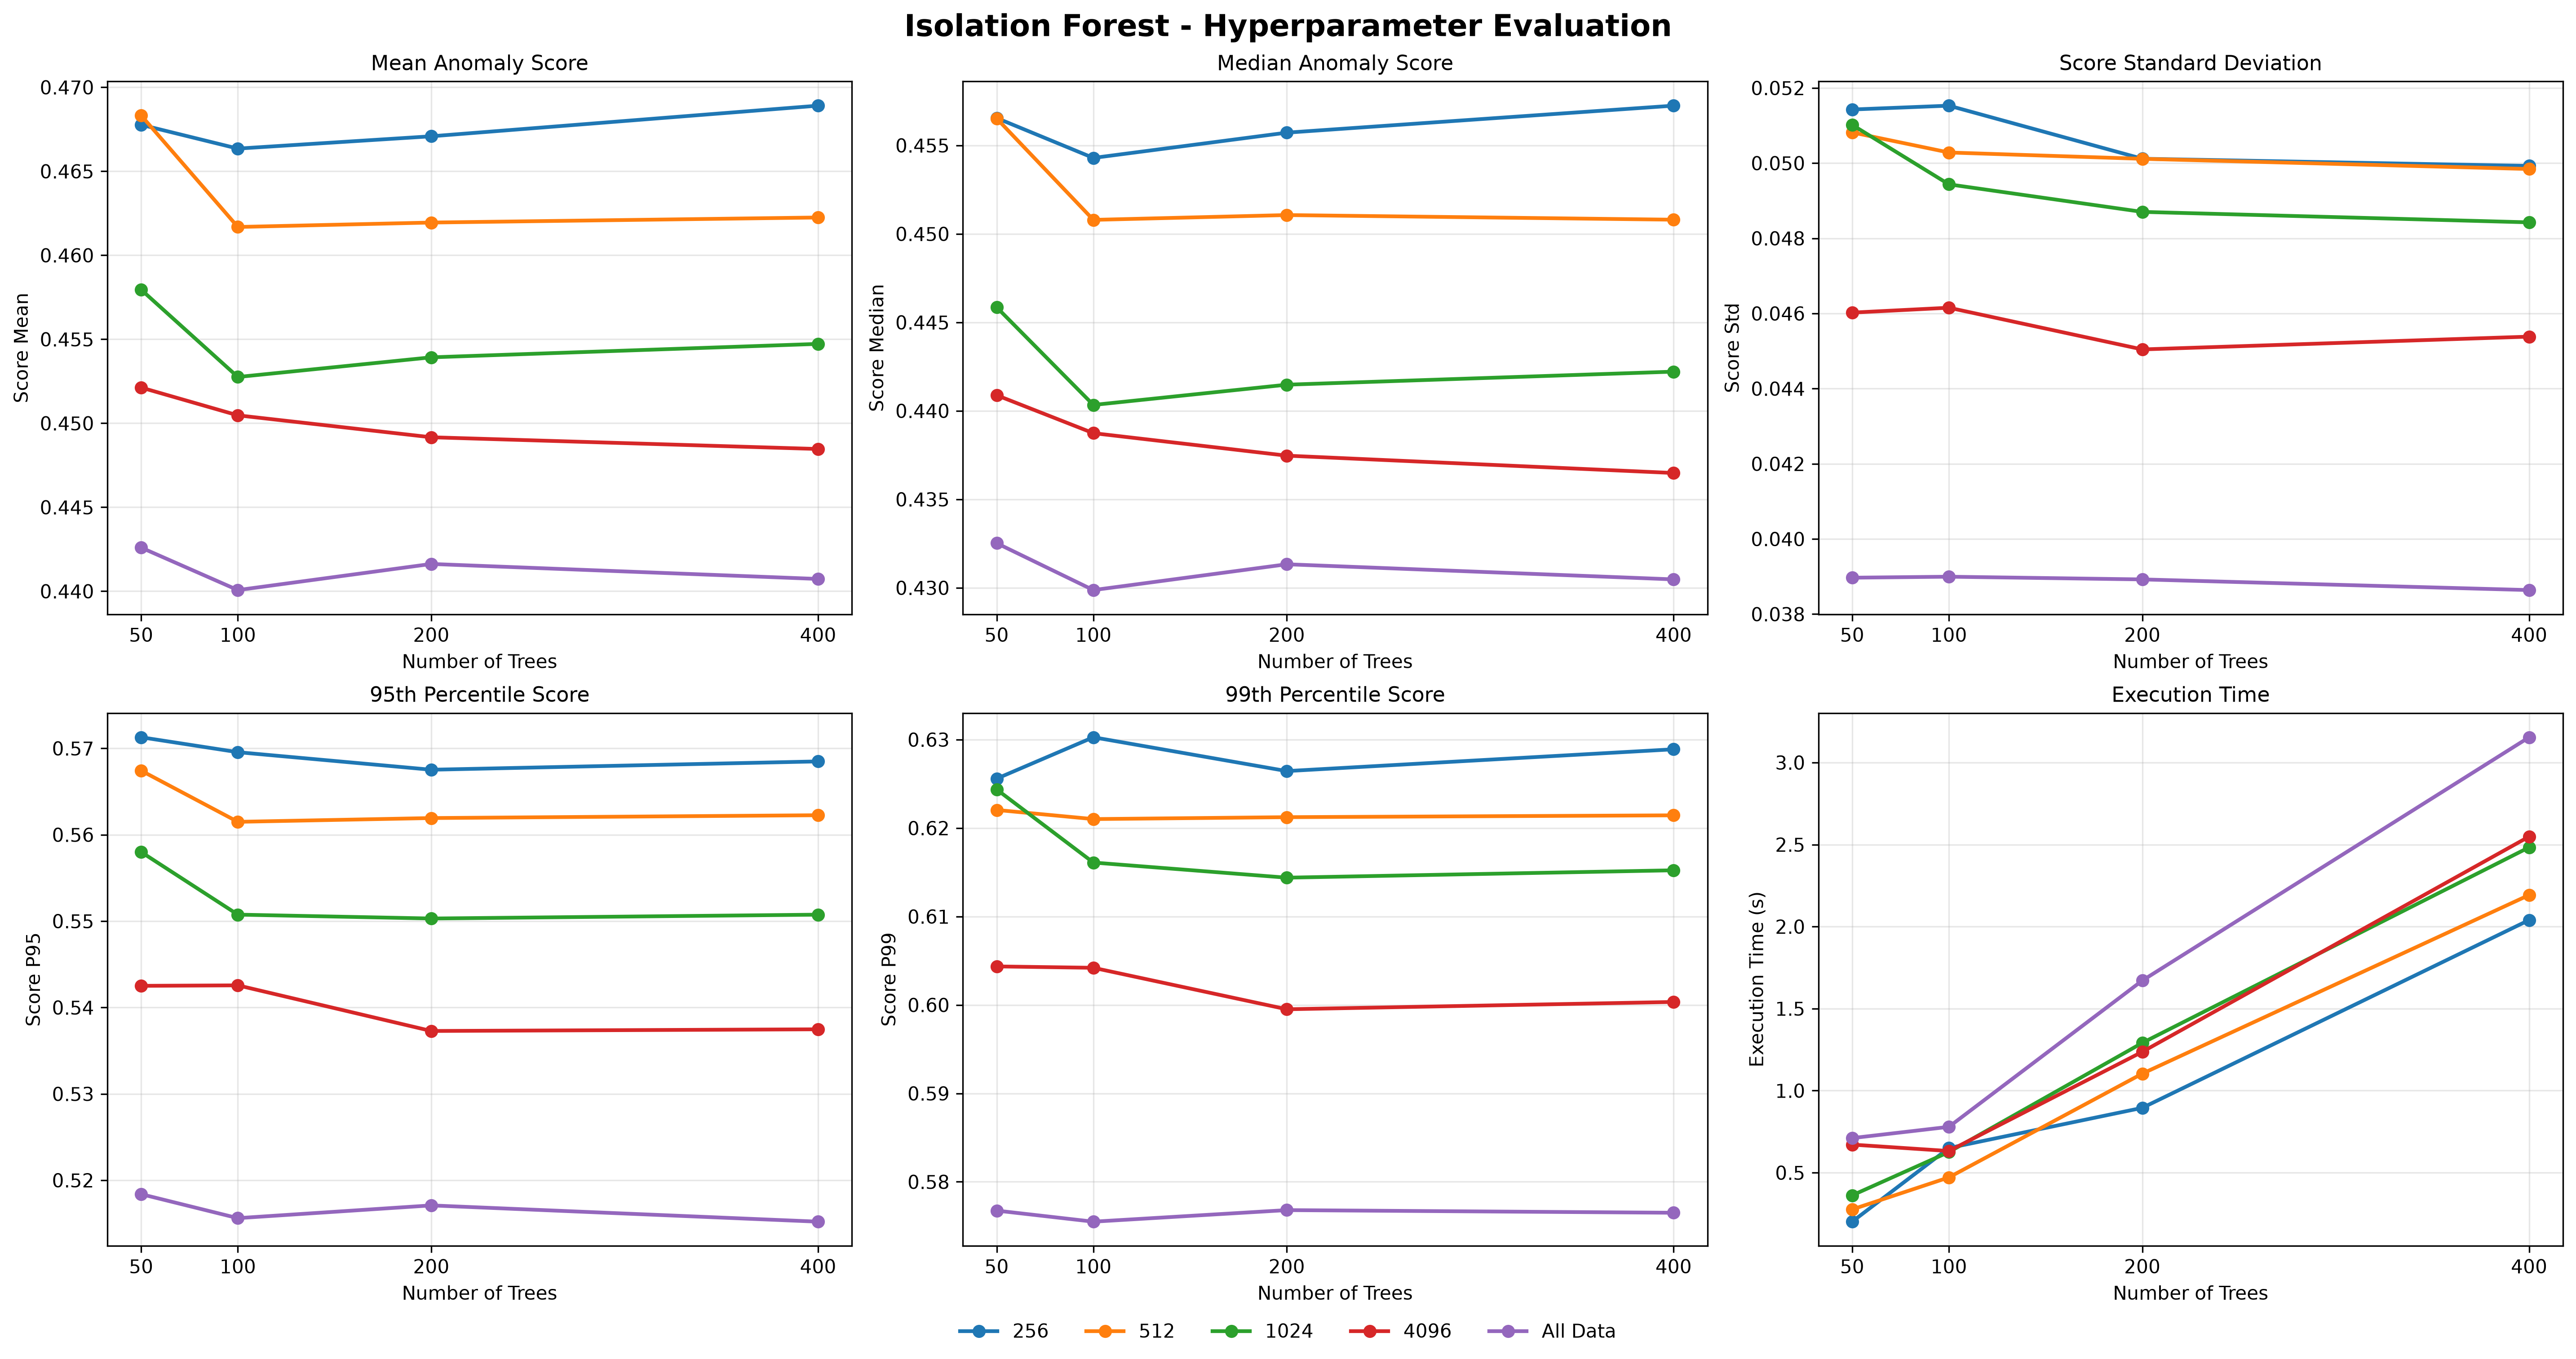 Isolation Forest - Hyperparameter Evaluation
Mean Anomaly Score
0.470
0.465
0.460
0.455
0.450
0.445
0.440
Score Mean
50 100 200 400
Number of Trees
Median Anomaly Score
0.455
0.450
0.445
0.440
0.435
0.430
Score Median
50 100 200 400
Number of Trees
Score Standard Deviation
0.052
0.050
0.048
0.046
0.044
0.042
0.040
0.038
Score Std
50 100 200 400
Number of Trees
95th Percentile Score
0.57
0.56
0.55
0.54
0.53
0.52
Score P95
50 100 200 400
Number of Trees
99th Percentile Score
0.63
0.62
0.61
0.60
0.59
0.58
Score P99
50 100 200 400
Number of Trees
Execution Time
3.0
2.5
2.0
1.5
1.0
0.5
Execution Time (s)
50 100 200 400
Number of Trees
256 512 1024 4096 All Data